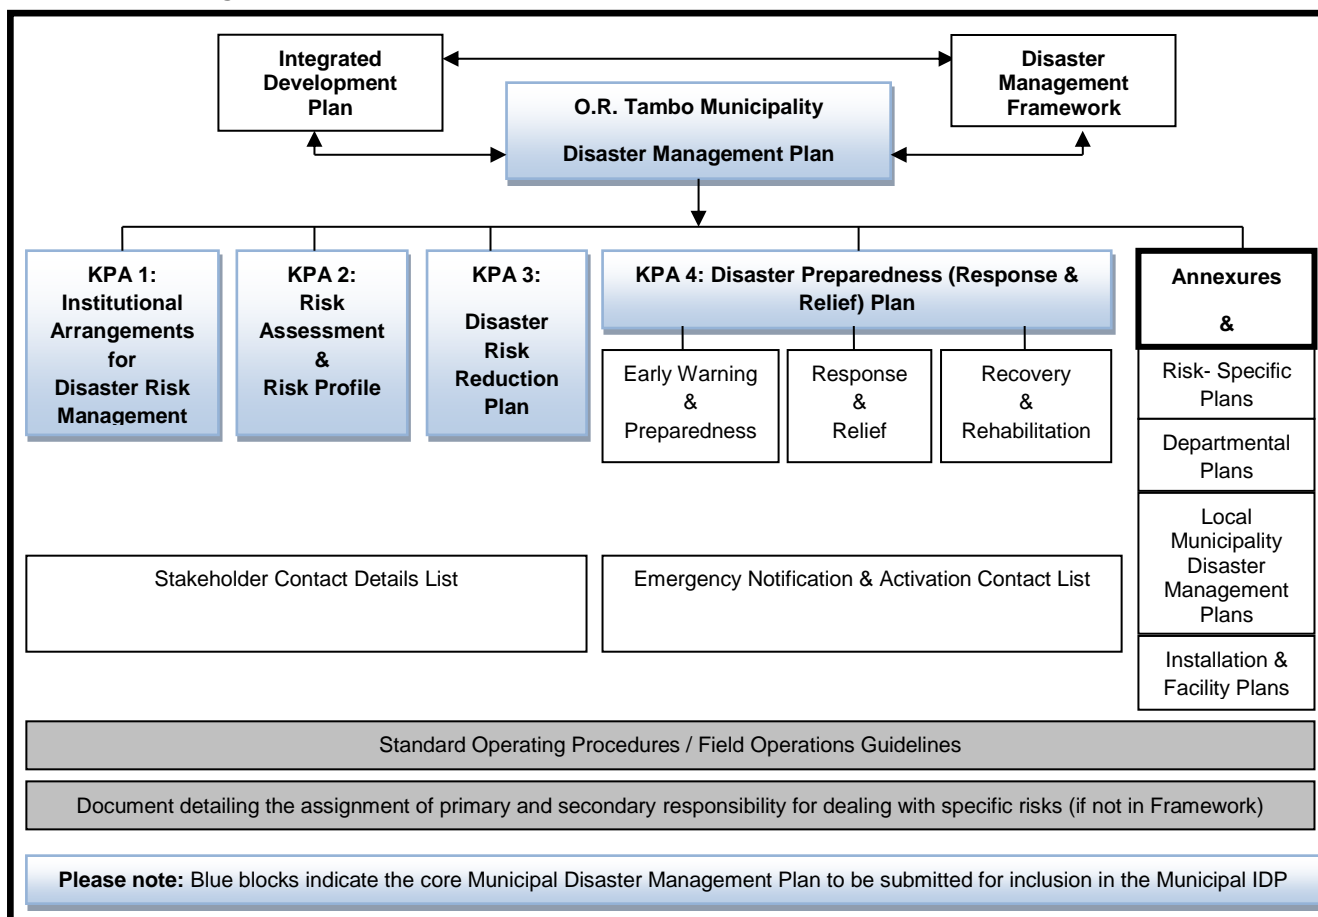 Integrated
Development
Plan
Disaster
Management
Framework
O.R. Tambo Municipality
Disaster Management Plan
KPA 1:
Institutional
Arrangements
for
Disaster Risk
Management
KPA 2:
Risk
Assessment
&
Risk Profile
KPA 3:
Disaster
Risk
Reduction
Plan
KPA 4: Disaster Preparedness (Response &
Relief) Plan
Early Warning
&
Preparedness
Response
&
Relief
Recovery
&
Rehabilitation
Annexures
&
Risk- Specific
Plans
Departmental
Plans
Local
Municipality
Disaster
Management
Plans
Installation &
Facility Plans
Stakeholder Contact Details List
Emergency Notification & Activation Contact List
Standard Operating Procedures / Field Operations Guidelines
Document detailing the assignment of primary and secondary responsibility for dealing with specific risks (if not in Framework)
Please note: Blue blocks indicate the core Municipal Disaster Management Plan to be submitted for inclusion in the Municipal IDP